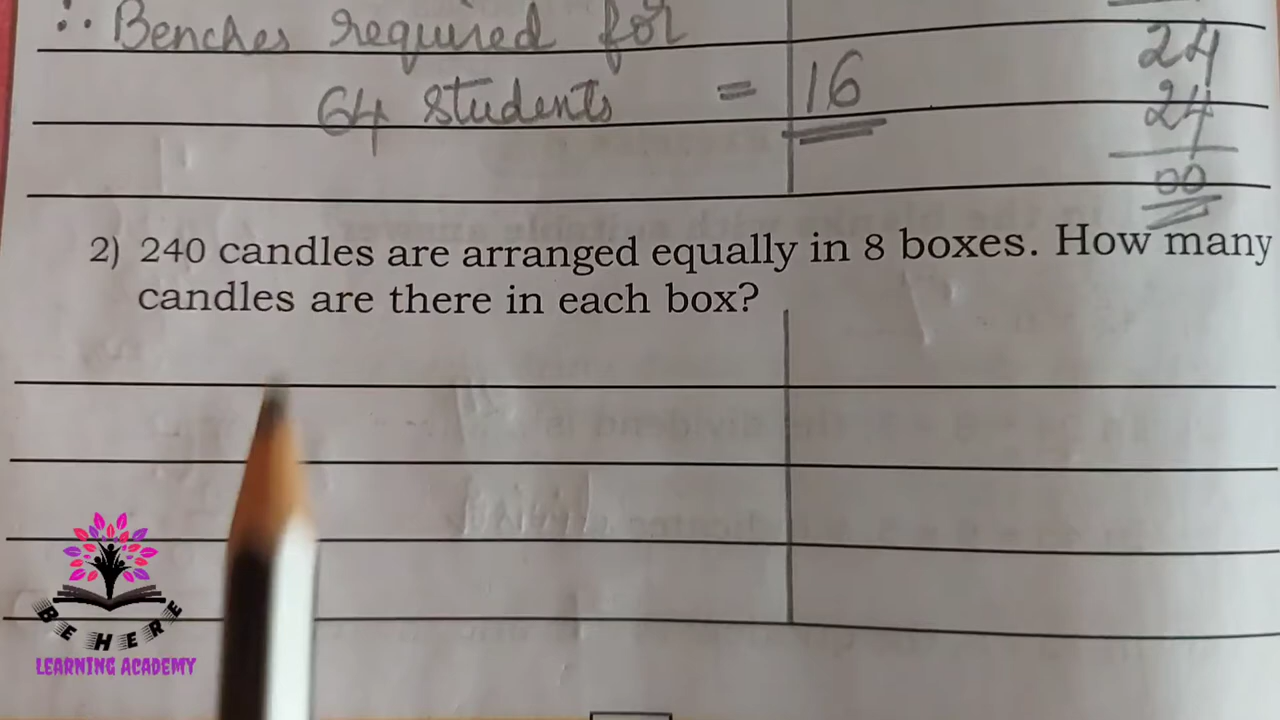 ∴ Benches required for
64 students = 16
24
24
00
2) 240 candles are arranged equally in 8 boxes. How many
candles are there in each box?
BE HERE
LEARNING ACADEMY